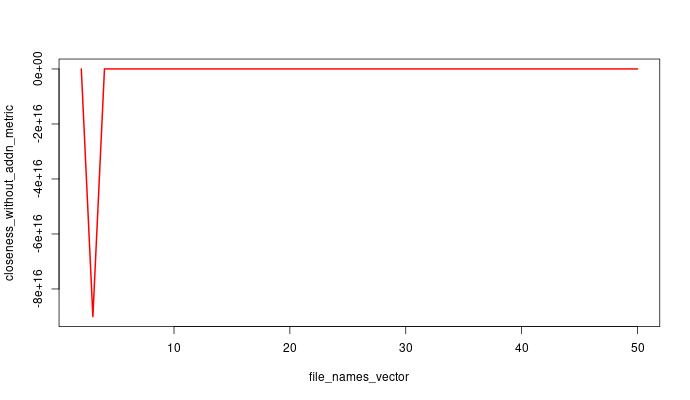 closeness_without_addn_metric
0e+00
-2e+16
-4e+16
-6e+16
-8e+16
10 20 30 40 50
file_names_vector